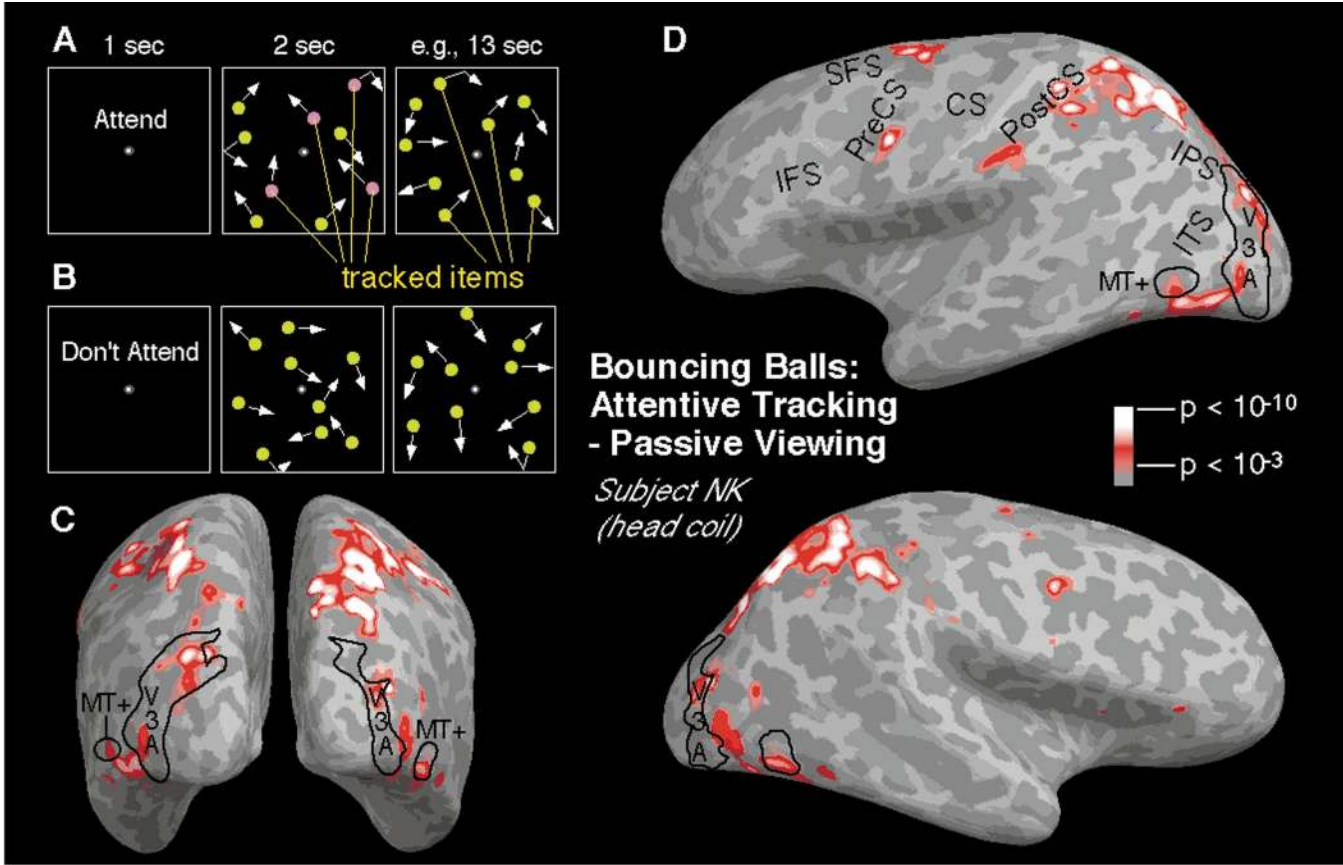 A
1 sec
2 sec
e.g., 13 sec
Attend
tracked items
B
Don't Attend
C
MT+
V
3
A
V
3
A
MT+
Bouncing Balls:
Attentive Tracking
- Passive Viewing
Subject NK
(head coil)
D
SFS
PreCS
CS
PostCS
IFS
IPS
ITS
V
3
A
MT+
p < 10-10
p < 10-3
V
3
A